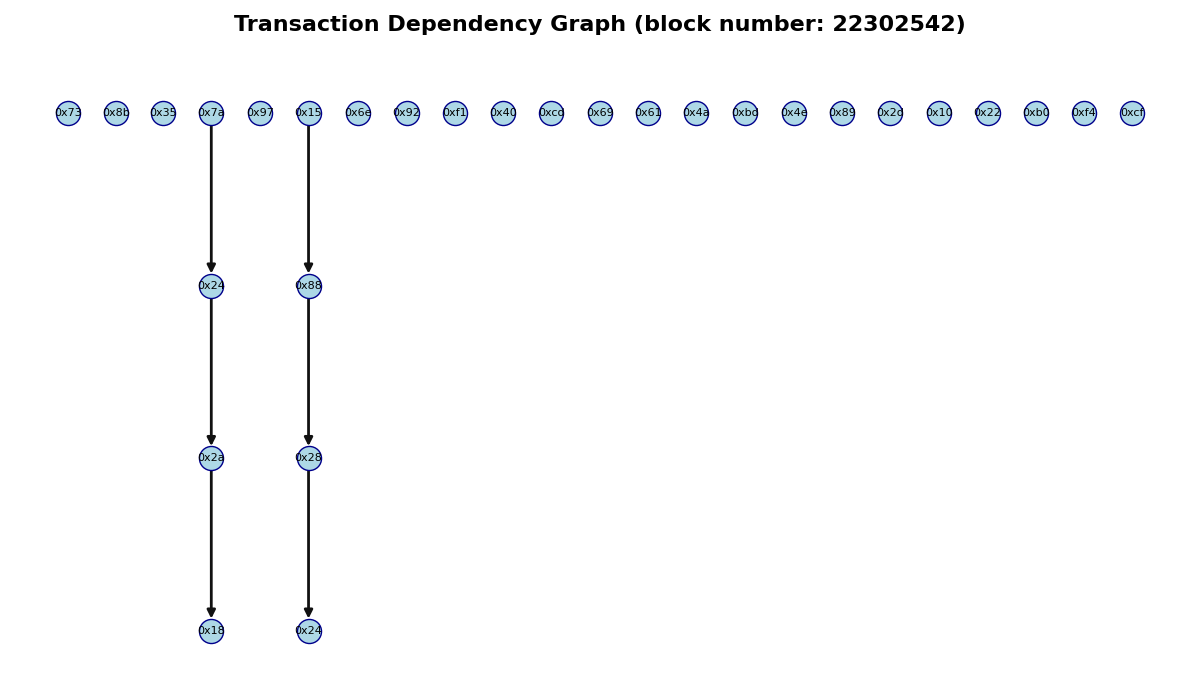 Transaction Dependency Graph (block number: 22302542)
0x73 0x8b 0x35 0x7a 0x97 0x15 0x6e 0x92 0xf1 0x40 0xcd 0x69 0x61 0x4a 0xbd 0x4e 0x89 0x2d 0x10 0x22 0xb0 0xf4 0xcf
0x24 0x88
0x2a 0x28
0x18 0x24